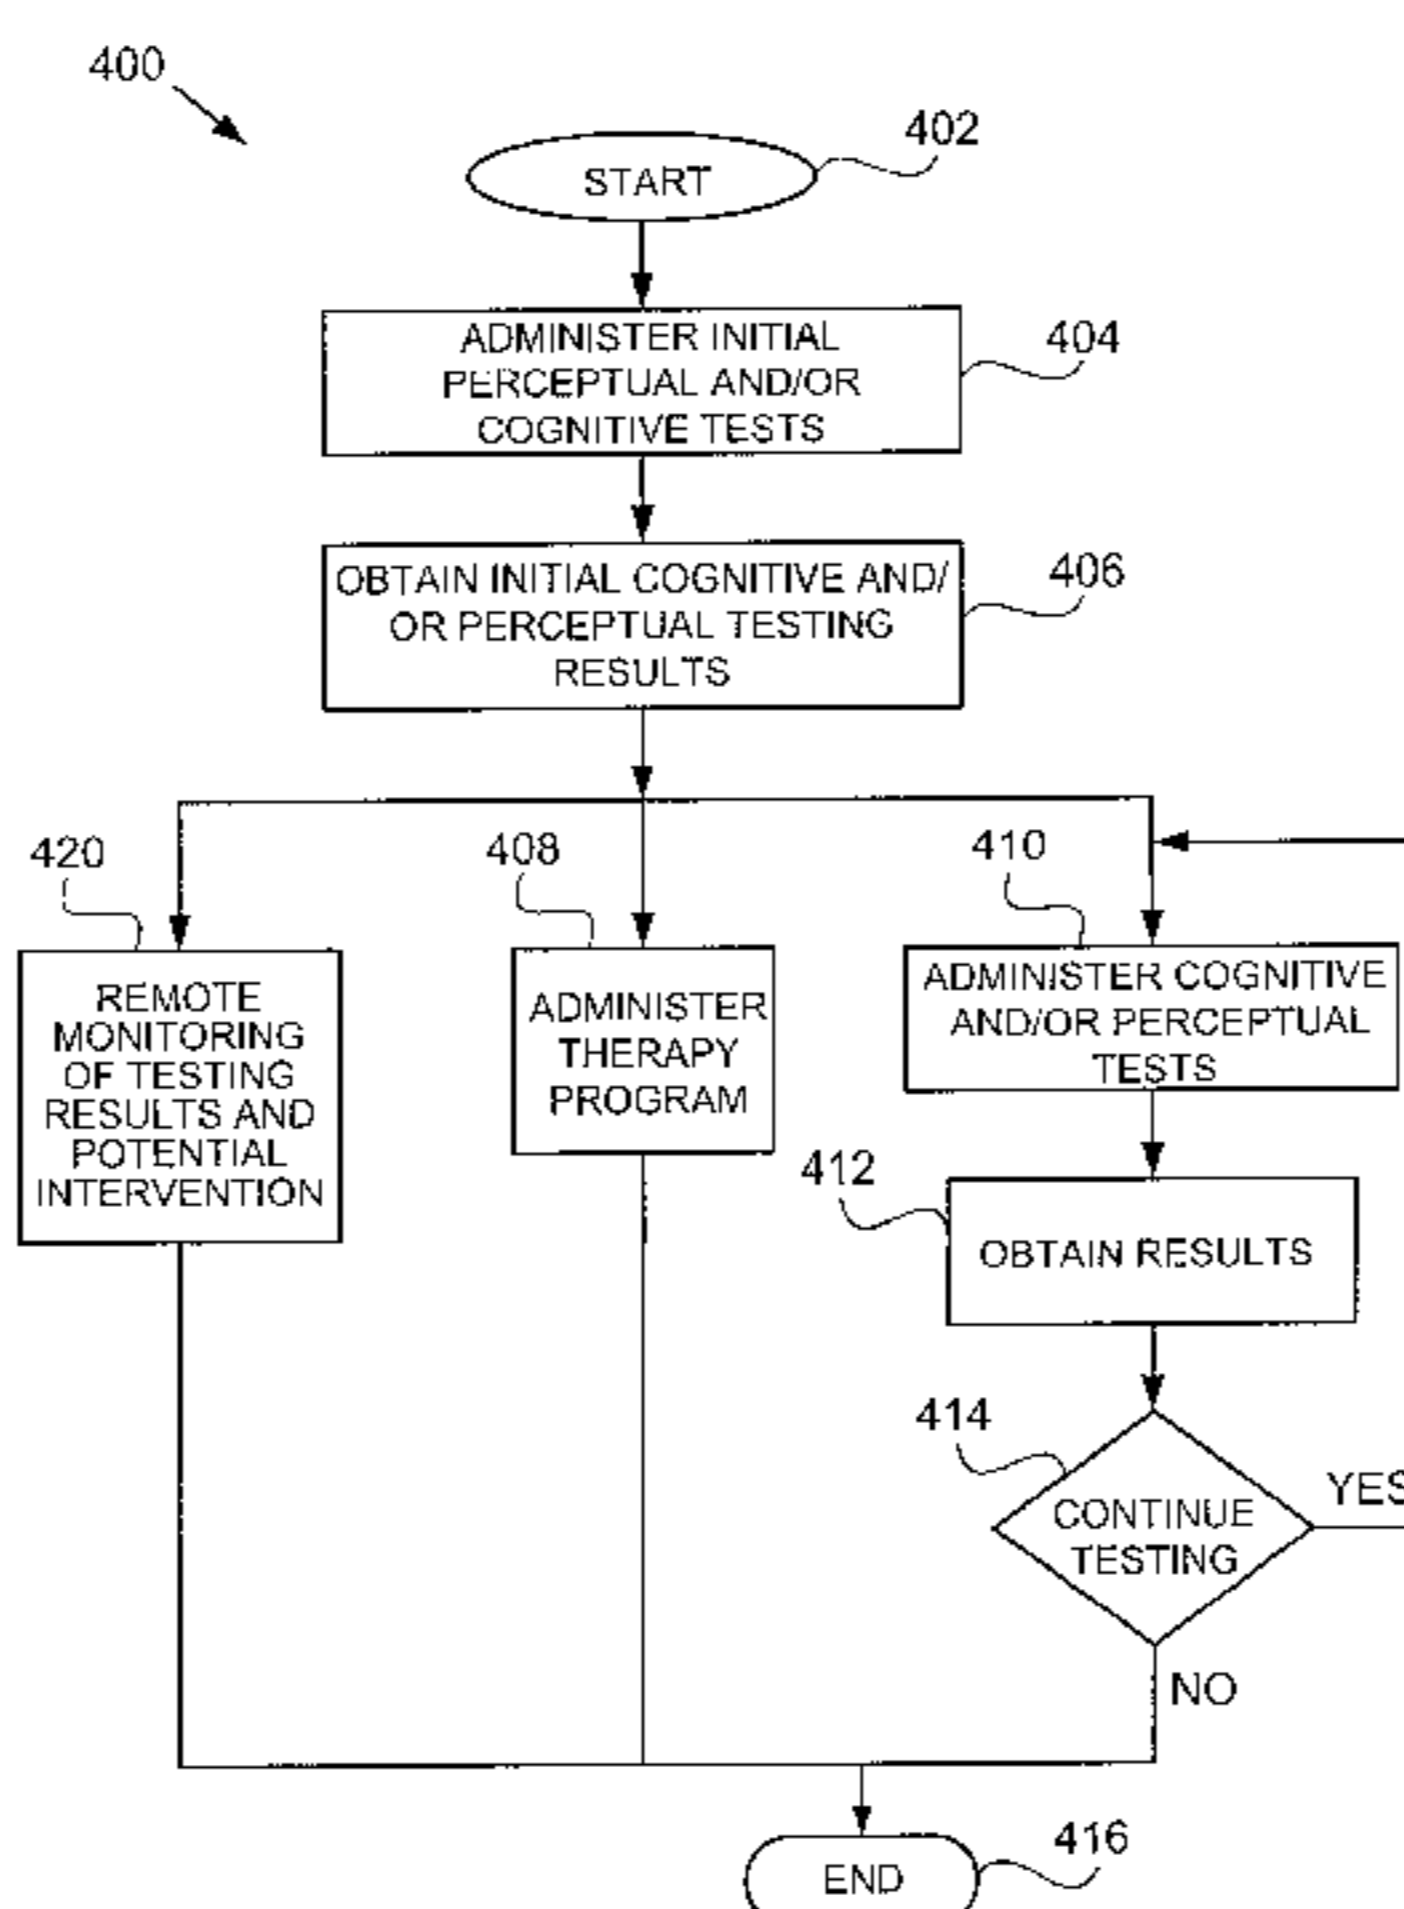 400
402
START
ADMINISTER INITIAL
PERCEPTUAL AND/OR
COGNITIVE TESTS
404
OBTAIN INITIAL COGNITIVE AND/
OR PERCEPTUAL TESTING
RESULTS
406
420
408
410
REMOTE
MONITORING
OF TESTING
RESULTS AND
POTENTIAL
INTERVENTION
ADMINISTER
THERAPY
PROGRAM
ADMINISTER COGNITIVE
AND/OR PERCEPTUAL
TESTS
412
OBTAIN RESULTS
414
CONTINUE
TESTING
YES
NO
416
END